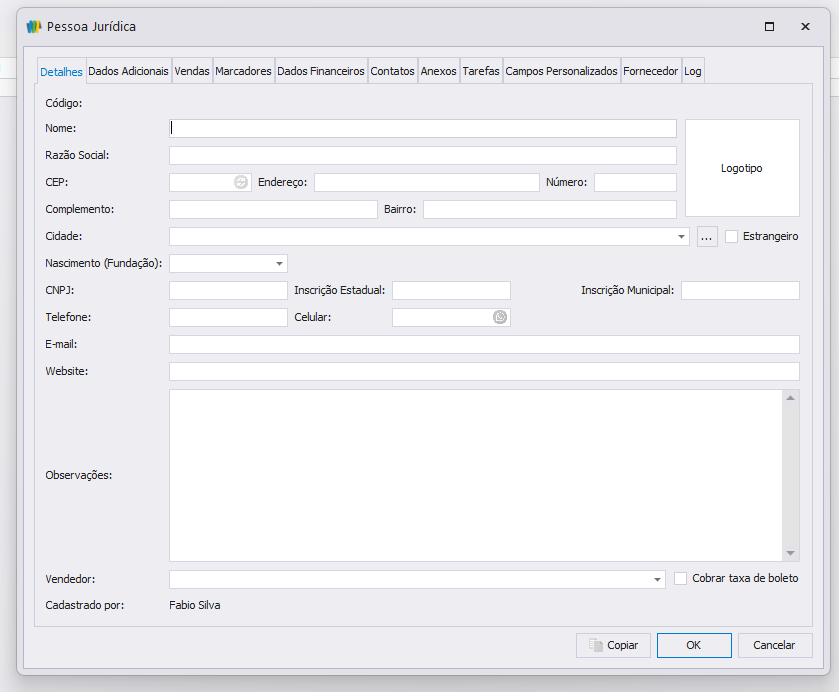 Pessoa Jurídica
Detalhes Dados Adicionais Vendas Marcadores Dados Financeiros Contatos Anexos Tarefas Campos Personalizados Fornecedor Log
Código:
Nome:
Logotipo
Razão Social:
CEP: Endereço: Número:
Complemento: Bairro:
Cidade: ... Estrangeiro
Nascimento (Fundação):
CNPJ: Inscrição Estadual: Inscrição Municipal:
Telefone: Celular:
E-mail:
Website:
Observações:
Vendedor: Cobrar taxa de boleto
Cadastrado por: Fabio Silva
Copiar OK Cancelar